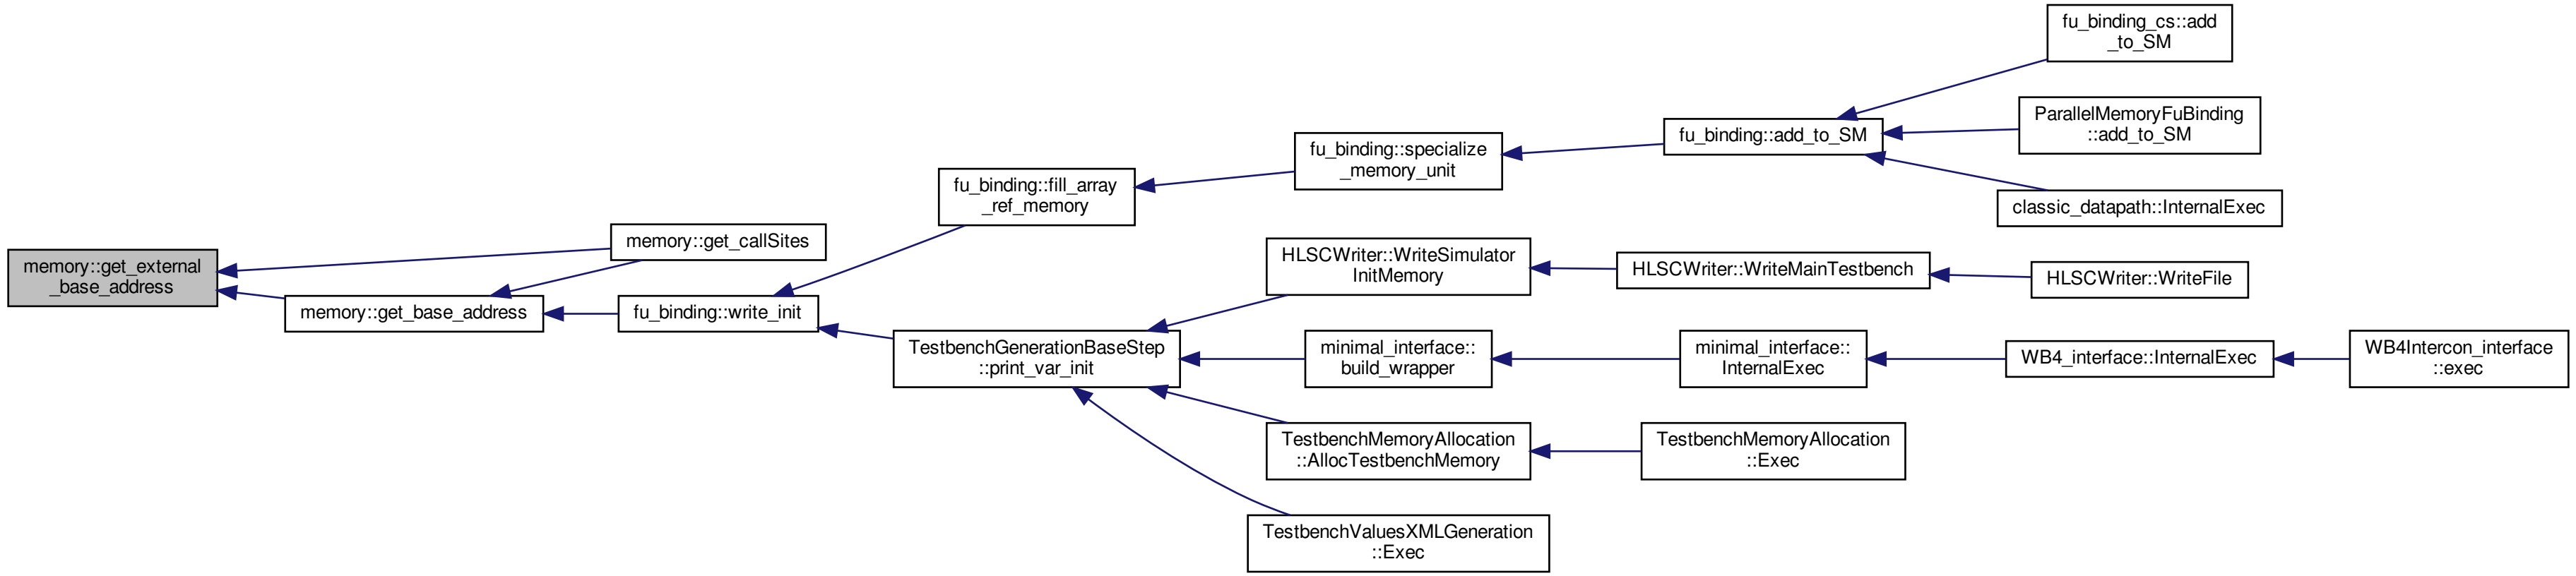 memory::get_external
_base_address
memory::get_callSites
memory::get_base_address
fu_binding::write_init
fu_binding::fill_array
_ref_memory
fu_binding::specialize
_memory_unit
fu_binding::add_to_SM
fu_binding_cs::add
_to_SM
ParallelMemoryFuBinding
::add_to_SM
classic_datapath::InternalExec
TestbenchGenerationBaseStep
::print_var_init
HLSCWriter::WriteSimulator
InitMemory
HLSCWriter::WriteMainTestbench
HLSCWriter::WriteFile
minimal_interface::
build_wrapper
minimal_interface::
InternalExec
WB4_interface::InternalExec
WB4Intercon_interface
::exec
TestbenchMemoryAllocation
::AllocTestbenchMemory
TestbenchMemoryAllocation
::Exec
TestbenchValuesXMLGeneration
::Exec